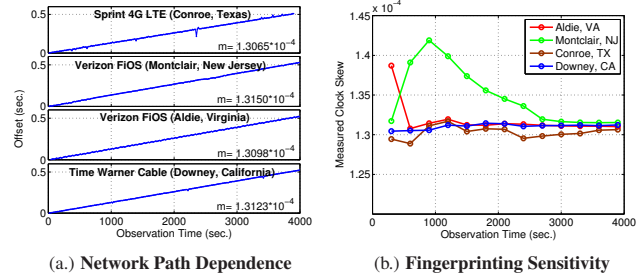 Sprint 4G LTE (Conroe, Texas)
0.5
0
m= 1.3065*10⁻⁴
Verizon FiOS (Montclair, New Jersey)
0.5
0
m= 1.3150*10⁻⁴
Verizon FiOS (Aldie, Virginia)
0.5
0
m= 1.3098*10⁻⁴
Time Warner Cable (Downey, California)
0.5
0
m= 1.3123*10⁻⁴
Offset (sec.)
0 1000 2000 3000 4000
Observation Time (sec.)
(a.) Network Path Dependence
x 10⁻⁴
1.45
1.4
1.35
1.3
1.25
Measured Clock Skew
Aldie, VA
Montclair, NJ
Conroe, TX
Downey, CA
0 1000 2000 3000 4000
Observation Time (sec.)
(b.) Fingerprinting Sensitivity